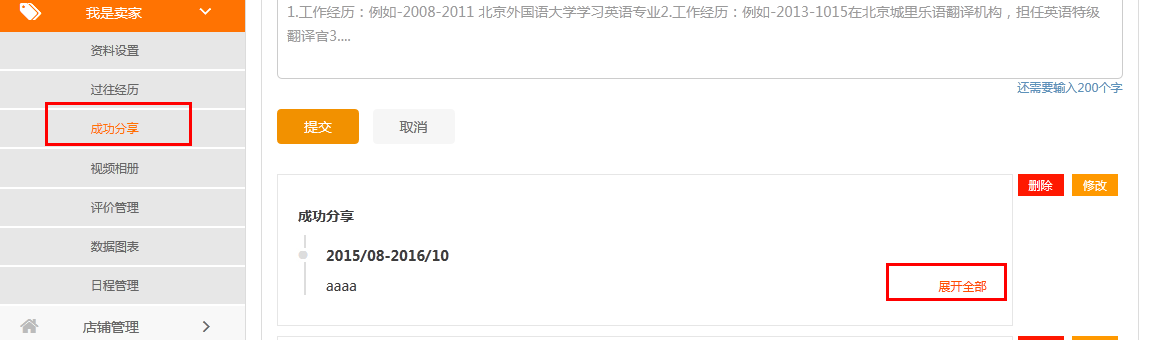 我是卖家
资料设置
过往经历
成功分享
视频相册
评价管理
数据图表
日程管理
店铺管理
1.工作经历：例如-2008-2011 北京外国语大学学习英语专业2.工作经历：例如-2013-1015在北京城里乐语翻译机构，担任英语特级
翻译官3....
还需要输入200个字
提交
取消
删除
修改
成功分享
2015/08-2016/10
aaaa
展开全部